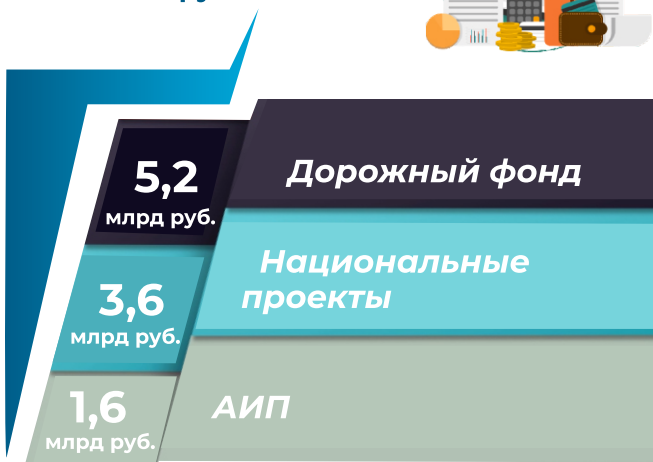 5,2
млрд руб.
Дорожный фонд
3,6
млрд руб.
Национальные
проекты
1,6
млрд руб.
АИП